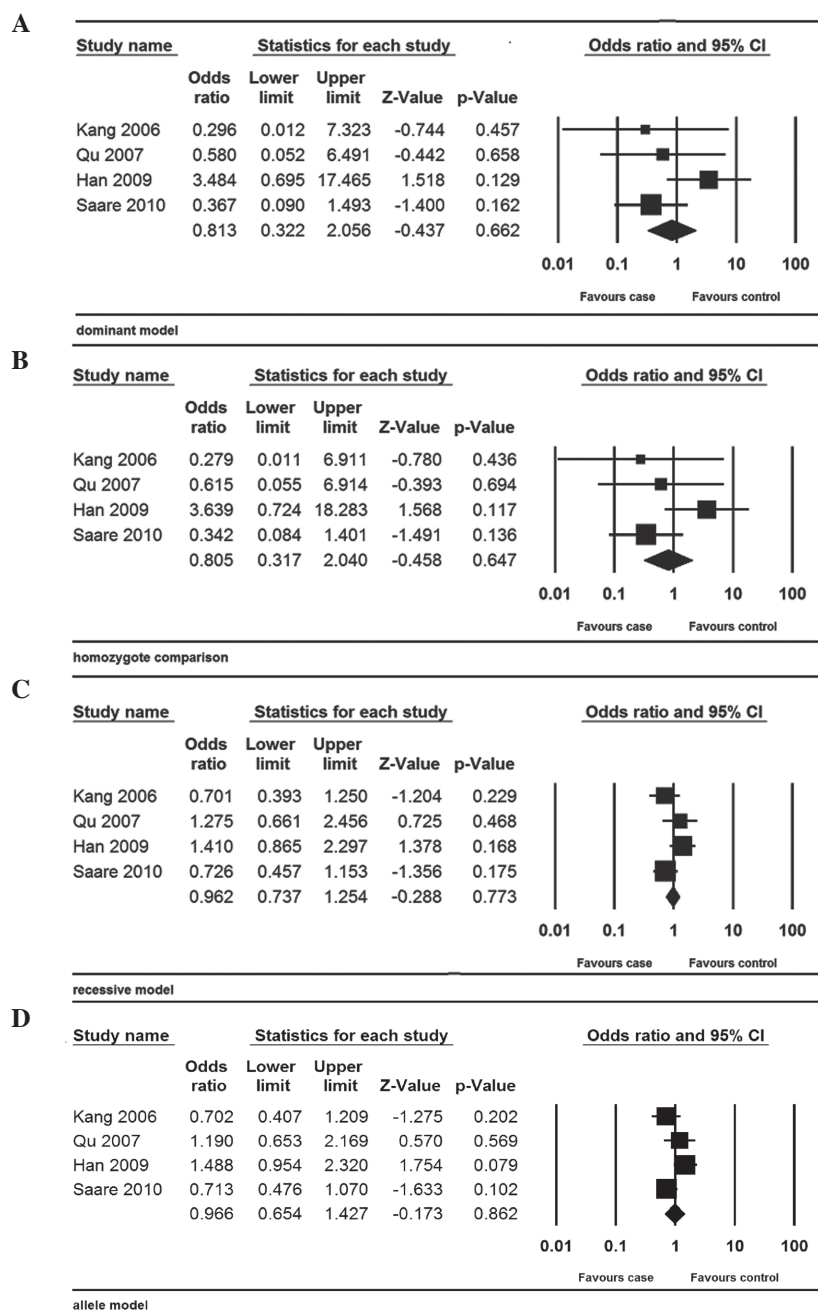 A
Study name Statistics for each study Odds ratio and 95% CI
Odds Lower Upper
ratio limit limit Z-Value p-Value
Kang 2006 0.296 0.012 7.323 -0.744 0.457
Qu 2007 0.580 0.052 6.491 -0.442 0.658
Han 2009 3.484 0.695 17.465 1.518 0.129
Saare 2010 0.367 0.090 1.493 -1.400 0.162
0.813 0.322 2.056 -0.437 0.662
0.01 0.1 1 10 100
Favours case Favours control
dominant model
B
Study name Statistics for each study Odds ratio and 95% CI
Odds Lower Upper
ratio limit limit Z-Value p-Value
Kang 2006 0.279 0.011 6.911 -0.780 0.436
Qu 2007 0.615 0.055 6.914 -0.393 0.694
Han 2009 3.639 0.724 18.283 1.568 0.117
Saare 2010 0.342 0.084 1.401 -1.491 0.136
0.805 0.317 2.040 -0.458 0.647
0.01 0.1 1 10 100
Favours case Favours control
homozygote comparison
C
Study name Statistics for each study Odds ratio and 95% CI
Odds Lower Upper
ratio limit limit Z-Value p-Value
Kang 2006 0.701 0.393 1.250 -1.204 0.229
Qu 2007 1.275 0.661 2.456 0.725 0.468
Han 2009 1.410 0.865 2.297 1.378 0.168
Saare 2010 0.726 0.457 1.153 -1.356 0.175
0.962 0.737 1.254 -0.288 0.773
0.01 0.1 1 10 100
Favours case Favours control
recessive model
D
Study name Statistics for each study Odds ratio and 95% CI
Odds Lower Upper
ratio limit limit Z-Value p-Value
Kang 2006 0.702 0.407 1.209 -1.275 0.202
Qu 2007 1.190 0.653 2.169 0.570 0.569
Han 2009 1.488 0.954 2.320 1.754 0.079
Saare 2010 0.713 0.476 1.070 -1.633 0.102
0.966 0.654 1.427 -0.173 0.862
0.01 0.1 1 10 100
Favours case Favours control
allele model